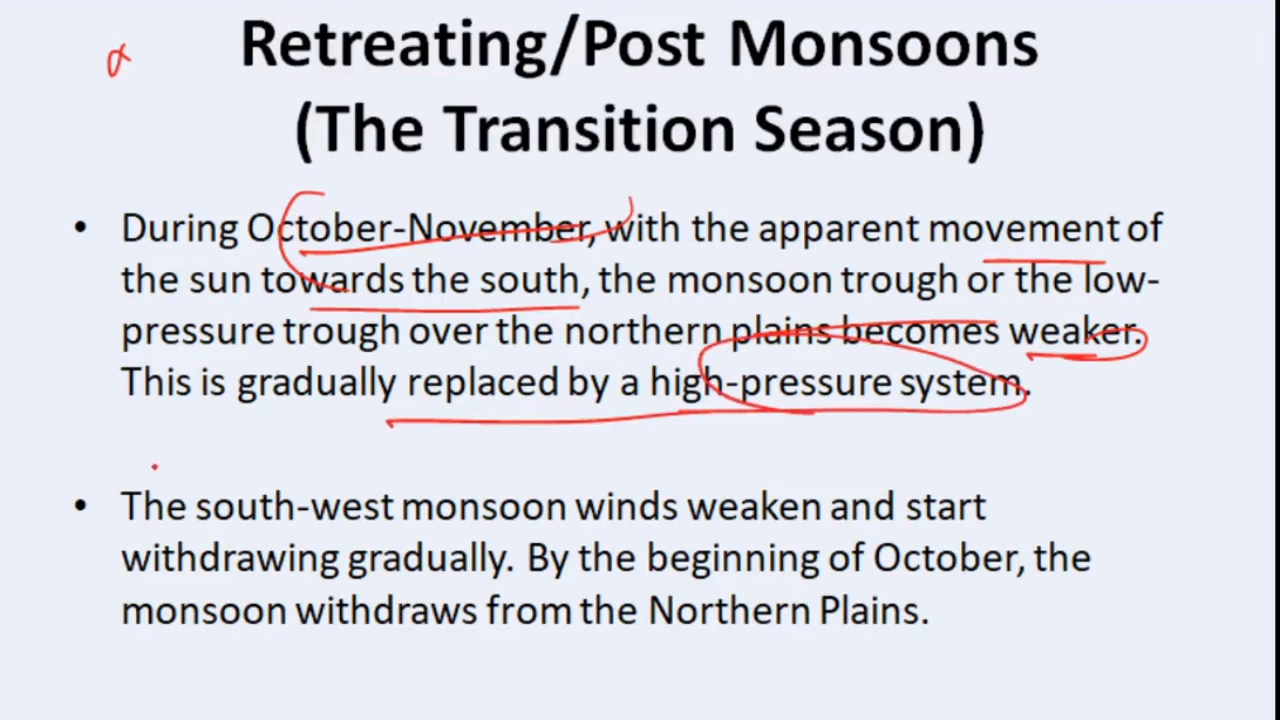 Retreating/Post Monsoons
(The Transition Season)
• During October-November, with the apparent movement of
the sun towards the south, the monsoon trough or the low-
pressure trough over the northern plains becomes weaker.
This is gradually replaced by a high-pressure system.
• The south-west monsoon winds weaken and start
withdrawing gradually. By the beginning of October, the
monsoon withdraws from the Northern Plains.